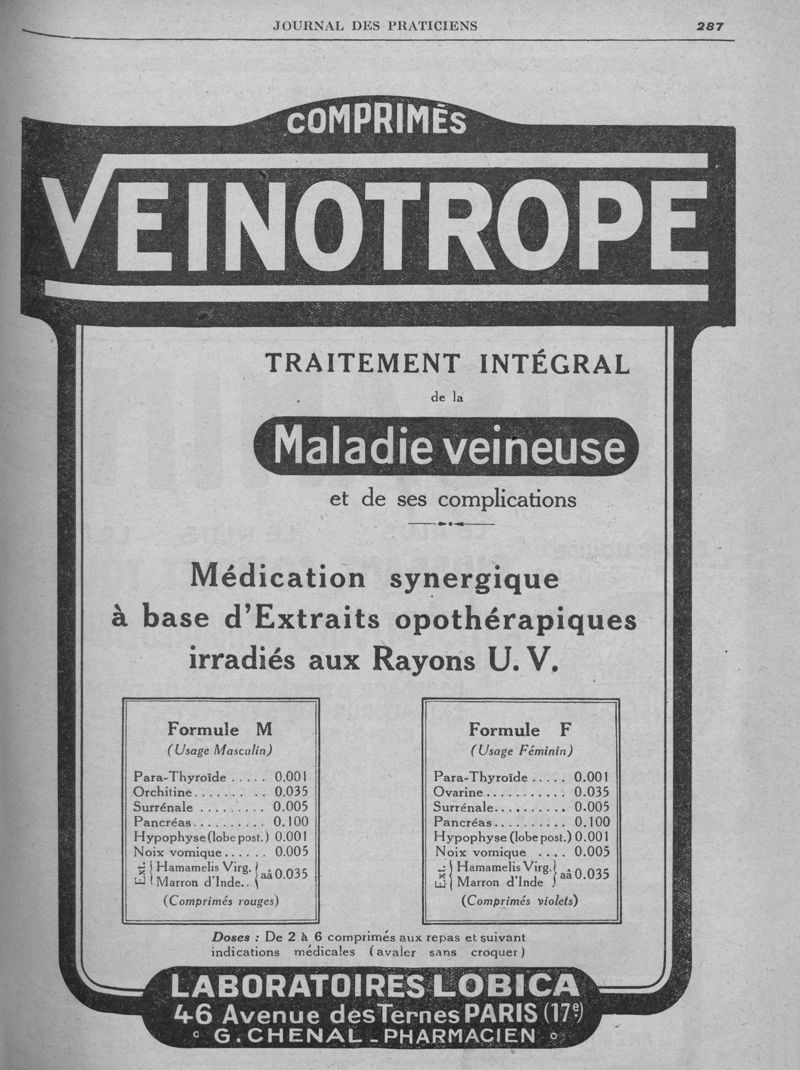 JOURNAL DES PRATICIENS 287
COMPRIMÉS
VEINOTROPE
TRAITEMENT INTÉGRAL
de la
Maladie veineuse
et de ses complications
Médication synergique
à base d'Extraits opothérapiques
irradiés aux Rayons U. V.
Formule M
(Usage Masculin)
Para-Thyroïde ..... 0.001
Orchitine........ .. 0.035
Surrénale ......... 0.005
Pancréas.......... 0.100
Hypophyse (lobe post.) 0.001
Noix vomique...... 0.005
Ext. { Hamamelis Virg. } aâ 0.035
Marron d'Inde..
(Comprimés rouges)
Formule F
(Usage Féminin)
Para-Thyroïde ..... 0.001
Ovarine........... 0.035
Surrénale.......... 0.005
Pancréas.......... 0.100
Hypophyse (lobe post.) 0.001
Noix vomique .... 0.005
Ext. { Hamamelis Virg. } aâ 0.035
Marron d'Inde
(Comprimés violets)
Doses : De 2 à 6 comprimés aux repas et suivant
indications médicales (avaler sans croquer)
LABORATOIRES LOBICA
46 Avenue des Ternes PARIS (17e)
G. CHENAL - PHARMACIEN